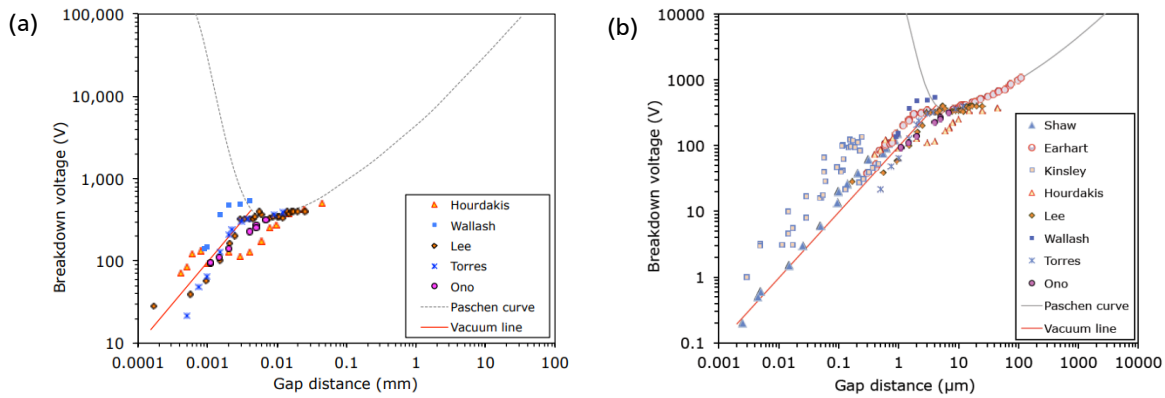 (a)
Breakdown voltage (V)
100,000
10,000
1,000
100
10
0.0001
0.001
0.01
0.1
1
10
100
Gap distance (mm)
Hourdakis
Wallash
Lee
Torres
Ono
Paschen curve
Vacuum line
(b)
Breakdown voltage (V)
10000
1000
100
10
1
0.1
0.001
0.01
0.1
1
10
100
1000
10000
Gap distance (µm)
Shaw
Earhart
Kinsley
Hourdakis
Lee
Wallash
Torres
Ono
Paschen curve
Vacuum line